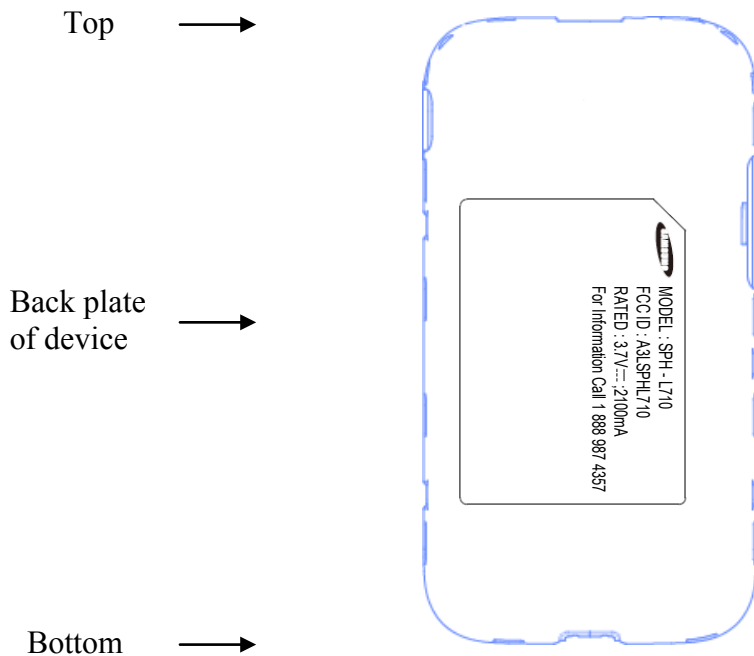 Top
Back plate
of device
Bottom
MODEL : SPH - L710
FCC ID : A3LSPHL710
RATED : 3.7V⎓;2100mA
For Information Call 1 888 987 4357